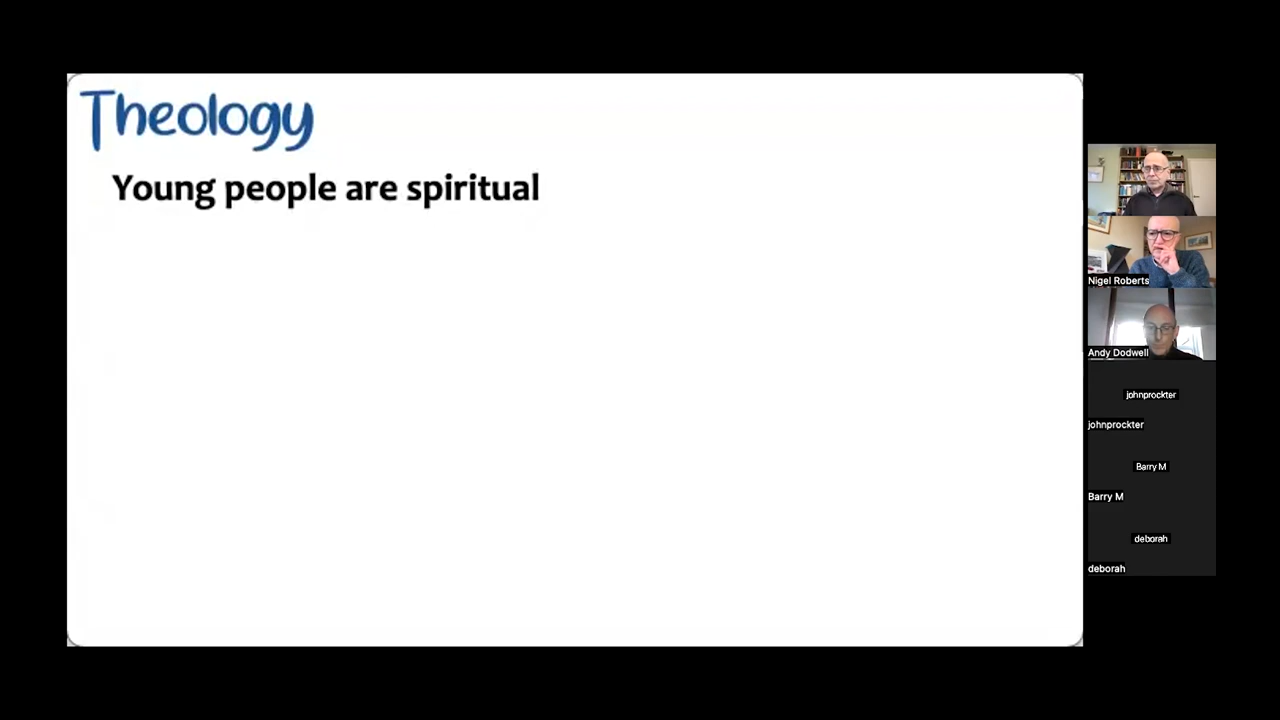 Theology
Young people are spiritual
Nigel Roberts
Andy Dodwell
johnprockter
johnprockter
Barry M
Barry M
deborah
deborah